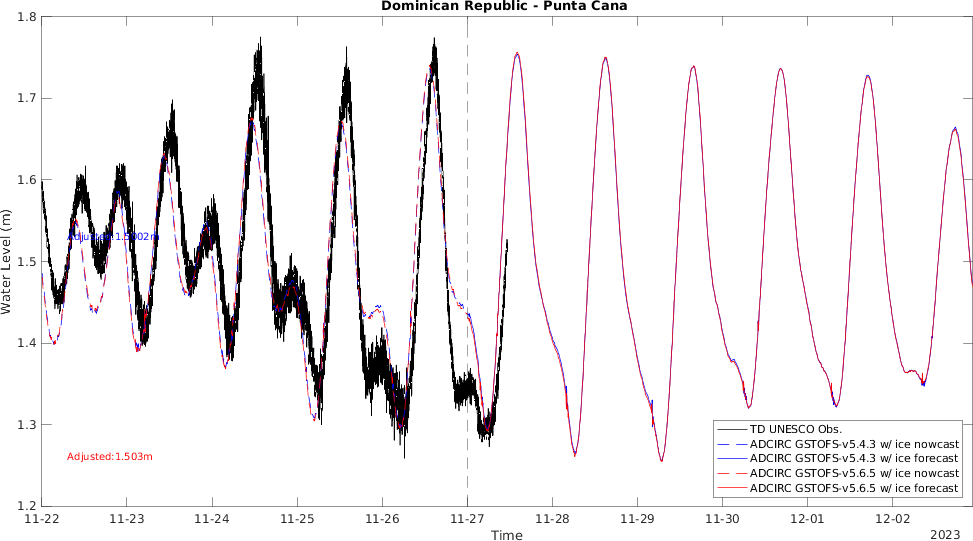 Dominican Republic - Punta Cana
1.8
1.7
1.6
1.5
1.4
1.3
1.2
Water Level (m)
Adjusted:1.5002m
Adjusted:1.503m
TD UNESCO Obs.
ADCIRC GSTOFS-v5.4.3 w/ ice nowcast
ADCIRC GSTOFS-v5.4.3 w/ ice forecast
ADCIRC GSTOFS-v5.6.5 w/ ice nowcast
ADCIRC GSTOFS-v5.6.5 w/ ice forecast
11-22 11-23 11-24 11-25 11-26 11-27 11-28 11-29 11-30 12-01 12-02
Time
2023